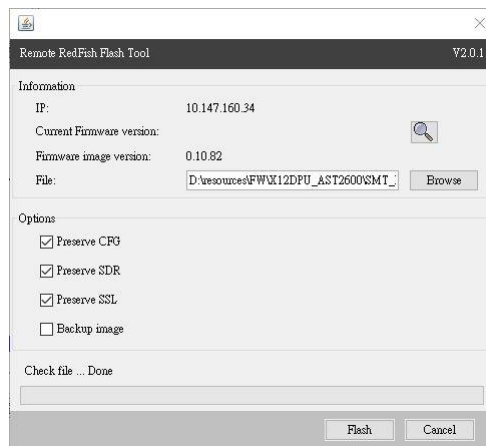 Remote RedFish Flash Tool V2.0.1
Information
IP: 10.147.160.34
Current Firmware version:
Firmware image version: 0.10.82
File: D:\resources\FW\X12DPU_AST2600\SMT_ Browse
Options
Preserve CFG
Preserve SDR
Preserve SSL
Backup image
Check file ... Done
Flash Cancel